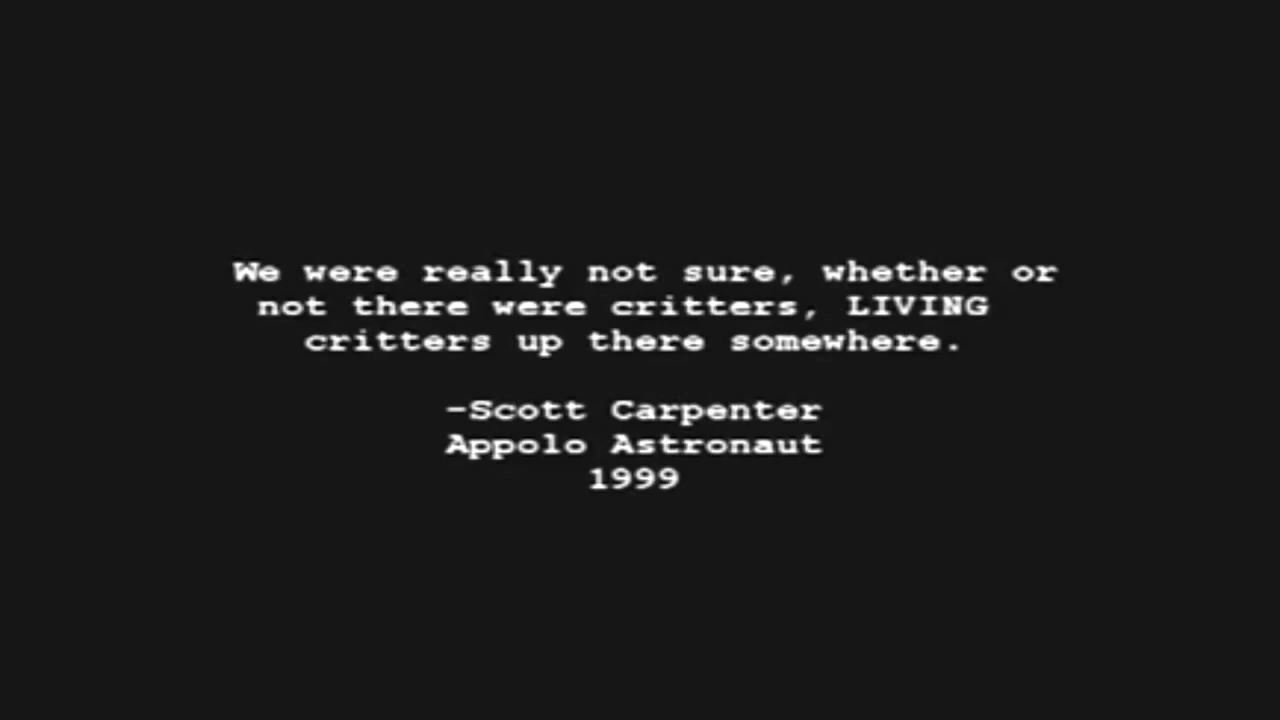 We were really not sure, whether or
not there were critters, LIVING
critters up there somewhere.
-Scott Carpenter
Appolo Astronaut
1999